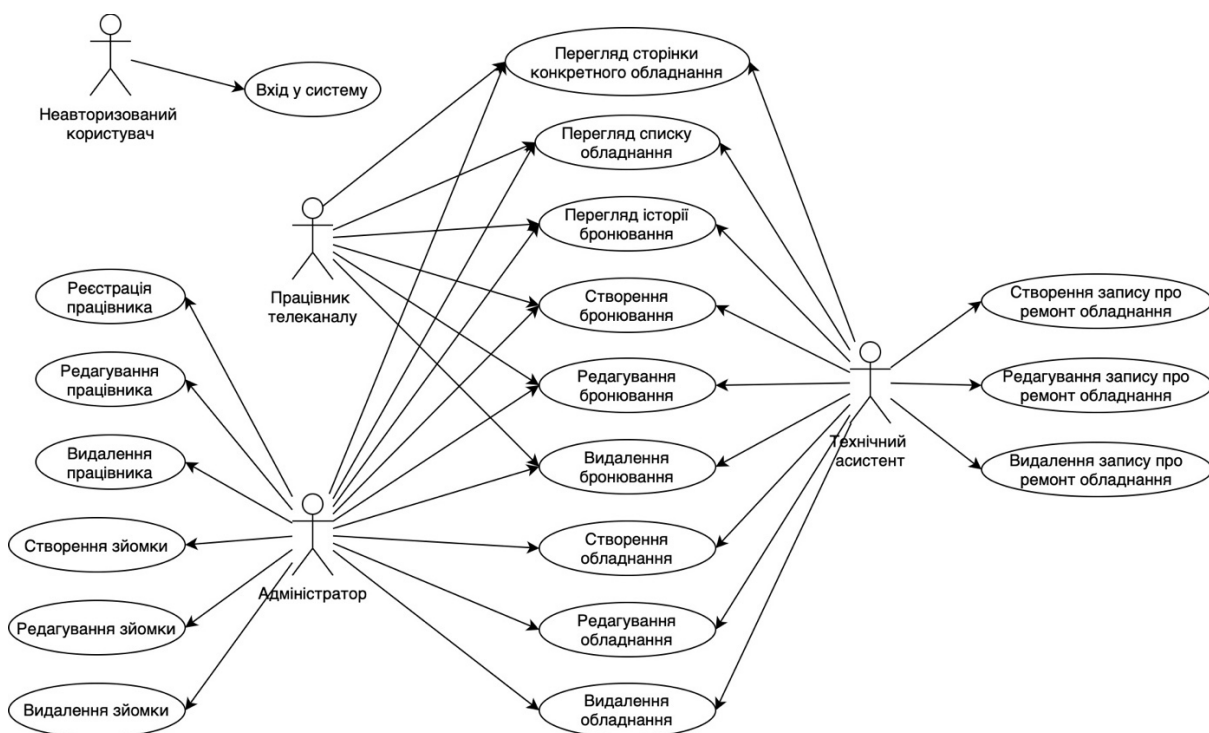 Неавторизований
користувач
Вхід у систему
Перегляд сторінки
конкретного обладнання
Перегляд списку
обладнання
Перегляд історії
бронювання
Працівник
телеканалу
Створення
бронювання
Редагування
бронювання
Видалення
бронювання
Створення
обладнання
Редагування
обладнання
Видалення
обладнання
Реєстрація
працівника
Редагування
працівника
Видалення
працівника
Створення зйомки
Редагування зйомки
Видалення зйомки
Адміністратор
Технічний
асистент
Створення запису про
ремонт обладнання
Редагування запису про
ремонт обладнання
Видалення запису про
ремонт обладнання